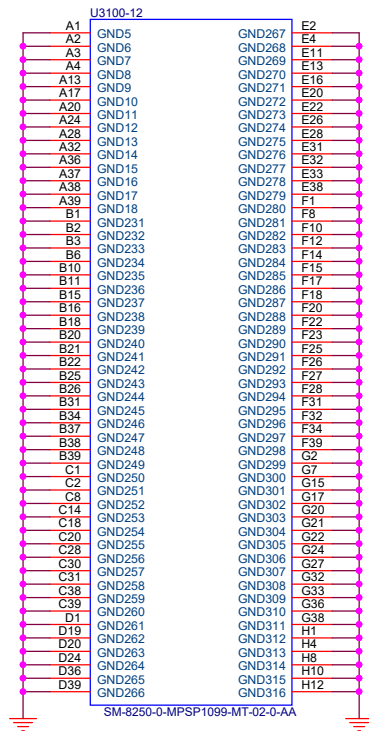 U3100-12
A1 GND5 GND267 E2
A2 GND6 GND268 E4
A3 GND7 GND269 E11
A4 GND8 GND270 E13
A13 GND9 GND271 E16
A17 GND10 GND272 E20
A20 GND11 GND273 E22
A24 GND12 GND274 E26
A28 GND13 GND275 E28
A32 GND14 GND276 E31
A36 GND15 GND277 E32
A37 GND16 GND278 E33
A38 GND17 GND279 E38
A39 GND18 GND280 F1
B1 GND231 GND281 F8
B2 GND232 GND282 F10
B3 GND233 GND283 F12
B6 GND234 GND284 F14
B10 GND235 GND285 F15
B11 GND236 GND286 F17
B15 GND237 GND287 F18
B16 GND238 GND288 F20
B18 GND239 GND289 F22
B20 GND240 GND290 F23
B21 GND241 GND291 F25
B22 GND242 GND292 F26
B25 GND243 GND293 F27
B26 GND244 GND294 F28
B31 GND245 GND295 F31
B34 GND246 GND296 F32
B37 GND247 GND297 F34
B38 GND248 GND298 F39
B39 GND249 GND299 G2
C1 GND250 GND300 G7
C2 GND251 GND301 G15
C8 GND252 GND302 G17
C14 GND253 GND303 G20
C18 GND254 GND304 G21
C20 GND255 GND305 G22
C28 GND256 GND306 G24
C30 GND257 GND307 G27
C31 GND258 GND308 G32
C38 GND259 GND309 G33
C39 GND260 GND310 G36
D1 GND261 GND311 G38
D19 GND262 GND312 H1
D20 GND263 GND313 H4
D24 GND264 GND314 H8
D36 GND265 GND315 H10
D39 GND266 GND316 H12
SM-8250-0-MPSP1099-MT-02-0-AA